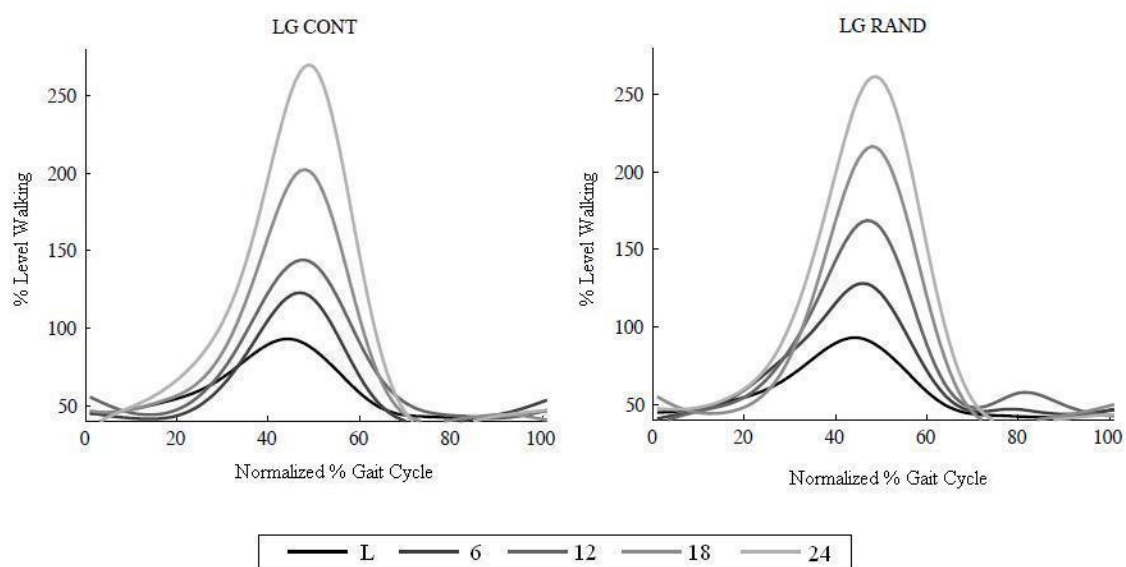 LG CONT
LG RAND
% Level Walking
250
200
150
100
50
0 20 40 60 80 100
Normalized % Gait Cycle
% Level Walking
250
200
150
100
50
0 20 40 60 80 100
Normalized % Gait Cycle
L 6 12 18 24